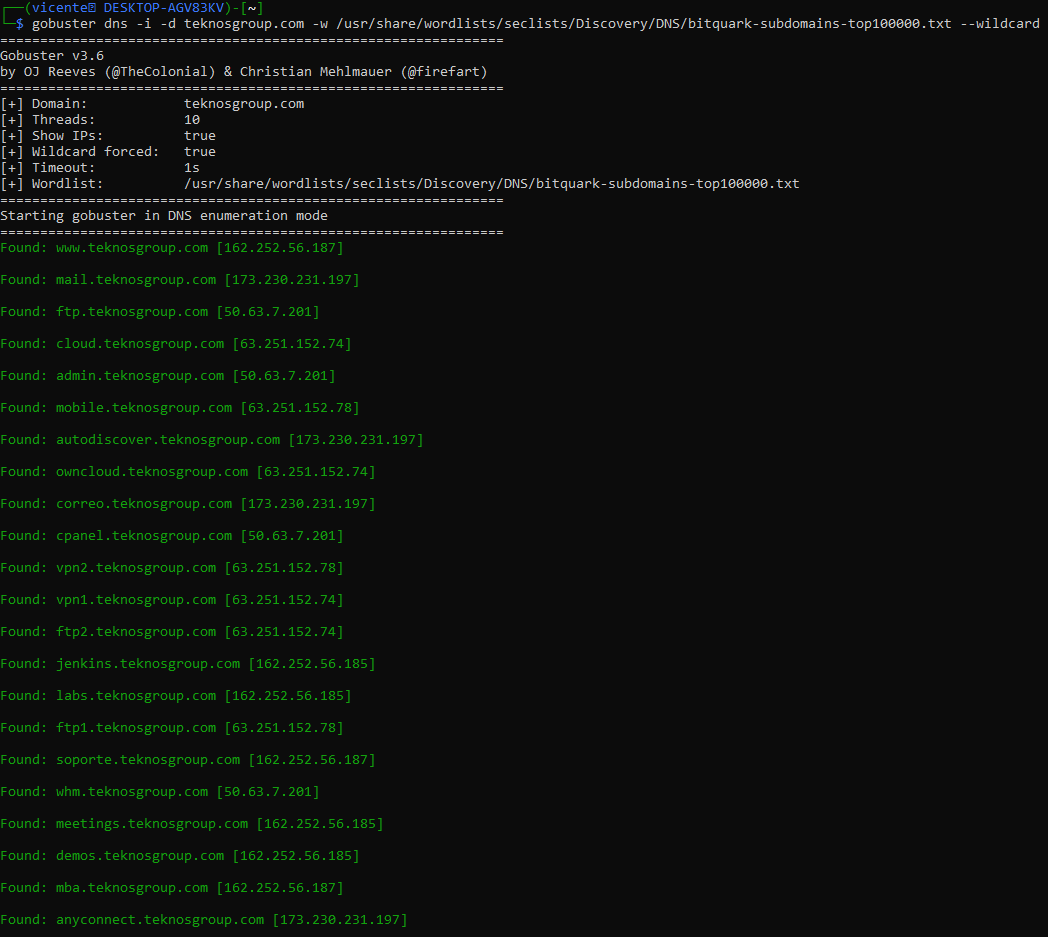 ┌──(vicente㉿ DESKTOP-AGV83KV)-[~]
└─$ gobuster dns -i -d teknosgroup.com -w /usr/share/wordlists/seclists/Discovery/DNS/bitquark-subdomains-top100000.txt --wildcard
===============================================================
Gobuster v3.6
by OJ Reeves (@TheColonial) & Christian Mehlmauer (@firefart)
===============================================================
[+] Domain:            teknosgroup.com
[+] Threads:           10
[+] Show IPs:          true
[+] Wildcard forced:   true
[+] Timeout:           1s
[+] Wordlist:          /usr/share/wordlists/seclists/Discovery/DNS/bitquark-subdomains-top100000.txt
===============================================================
Starting gobuster in DNS enumeration mode
===============================================================
Found: www.teknosgroup.com [162.252.56.187]
Found: mail.teknosgroup.com [173.230.231.197]
Found: ftp.teknosgroup.com [50.63.7.201]
Found: cloud.teknosgroup.com [63.251.152.74]
Found: admin.teknosgroup.com [50.63.7.201]
Found: mobile.teknosgroup.com [63.251.152.78]
Found: autodiscover.teknosgroup.com [173.230.231.197]
Found: owncloud.teknosgroup.com [63.251.152.74]
Found: correo.teknosgroup.com [173.230.231.197]
Found: cpanel.teknosgroup.com [50.63.7.201]
Found: vpn2.teknosgroup.com [63.251.152.78]
Found: vpn1.teknosgroup.com [63.251.152.74]
Found: ftp2.teknosgroup.com [63.251.152.74]
Found: jenkins.teknosgroup.com [162.252.56.185]
Found: labs.teknosgroup.com [162.252.56.185]
Found: ftp1.teknosgroup.com [63.251.152.78]
Found: soporte.teknosgroup.com [162.252.56.187]
Found: whm.teknosgroup.com [50.63.7.201]
Found: meetings.teknosgroup.com [162.252.56.185]
Found: demos.teknosgroup.com [162.252.56.185]
Found: mba.teknosgroup.com [162.252.56.187]
Found: anyconnect.teknosgroup.com [173.230.231.197]